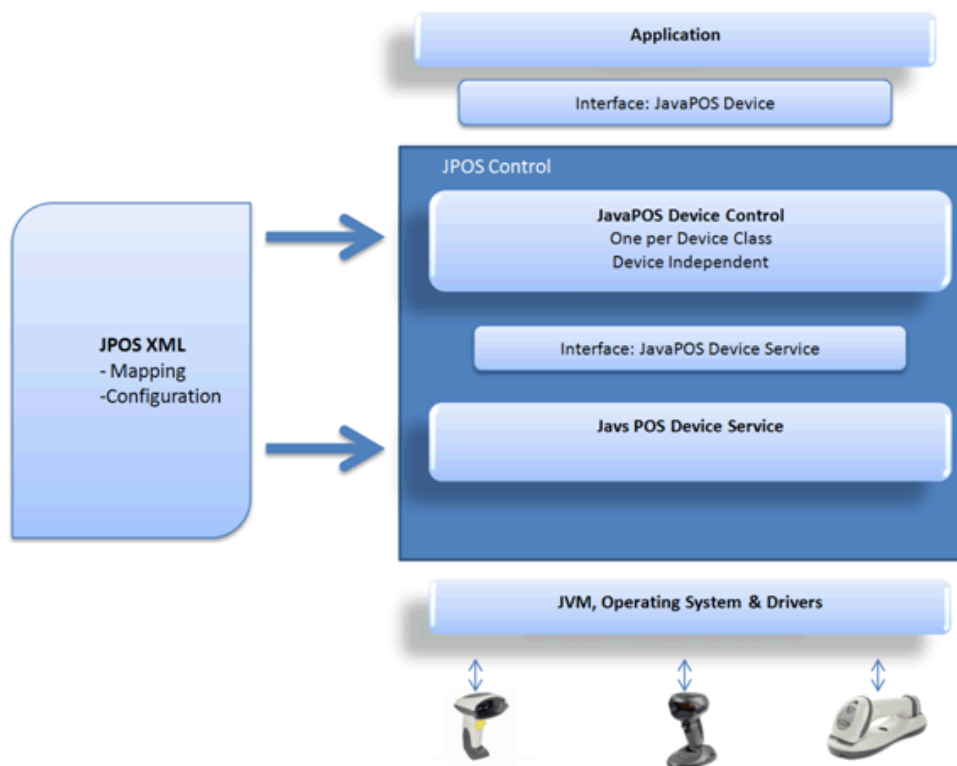 Application
Interface: JavaPOS Device
JPOS Control
JavaPOS Device Control
One per Device Class
Device Independent
JPOS XML
- Mapping
-Configuration
Interface: JavaPOS Device Service
Javs POS Device Service
JVM, Operating System & Drivers